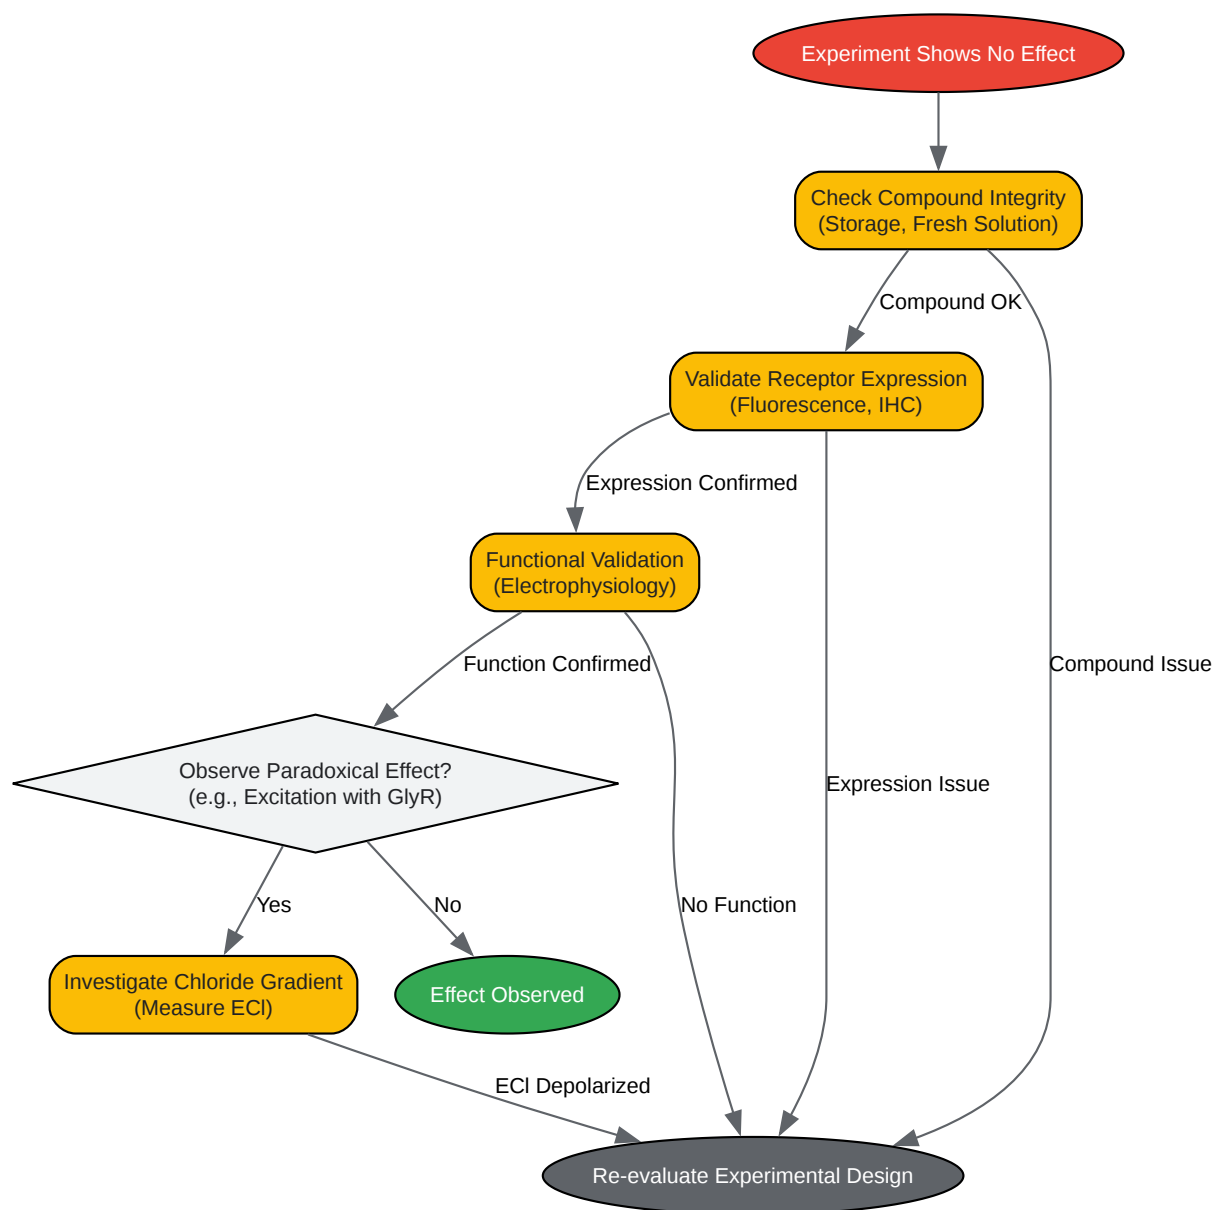 Experiment Shows No Effect
Check Compound Integrity
(Storage, Fresh Solution)
Compound OK
Validate Receptor Expression
(Fluorescence, IHC)
Expression Confirmed
Functional Validation
(Electrophysiology)
Function Confirmed
Compound Issue
Observe Paradoxical Effect?
(e.g., Excitation with GlyR)
Expression Issue
Yes
No
No Function
Investigate Chloride Gradient
(Measure ECl)
Effect Observed
ECl Depolarized
Re-evaluate Experimental Design